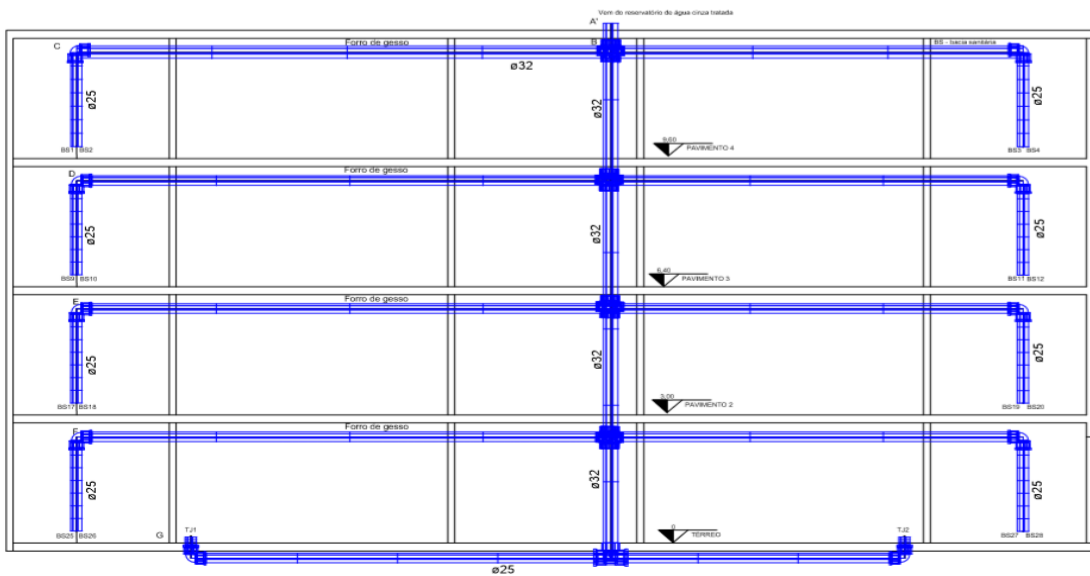 Vem do reservatório de água cinza tratada
A'
C
Forro de gesso
B
BS - bacia sanitária
ø32
ø25
ø32
ø25
BS1 BS2
9,60
PAVIMENTO 4
BS3 BS4
D
Forro de gesso
ø25
ø32
ø25
BS9 BS10
6,40
PAVIMENTO 3
BS11 BS12
E
Forro de gesso
ø25
ø32
ø25
BS17 BS18
PAVIMENTO 2
BS19 BS20
F
Forro de gesso
ø25
ø32
ø25
BS25 BS26
G
TJ1
0
TÉRREO
TJ2
BS27 BS28
ø25